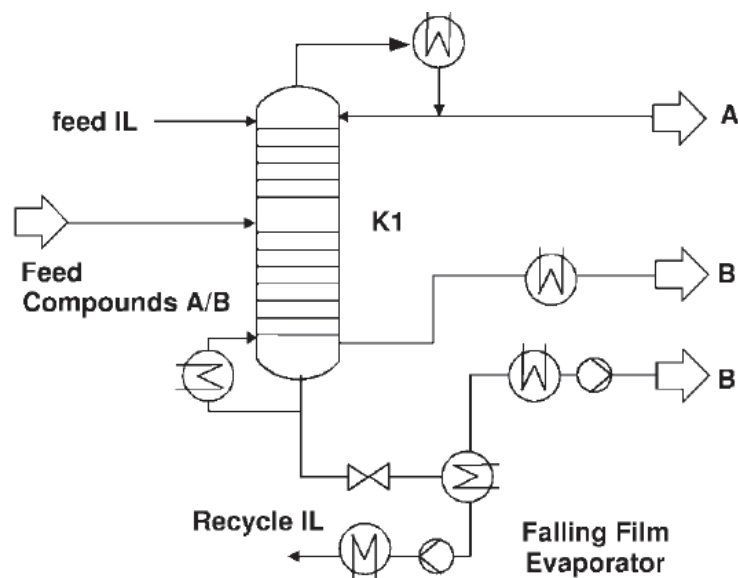 feed IL
A
K1
Feed
Compounds A/B
B
B
Recycle IL
Falling Film
Evaporator